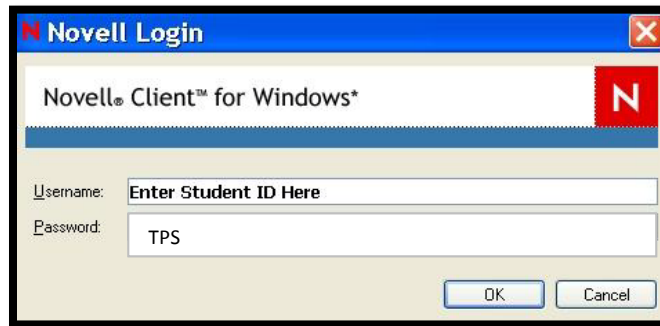 N Novell Login
Novell® Client™ for Windows*
N
Username: Enter Student ID Here
Password: TPS
OK Cancel